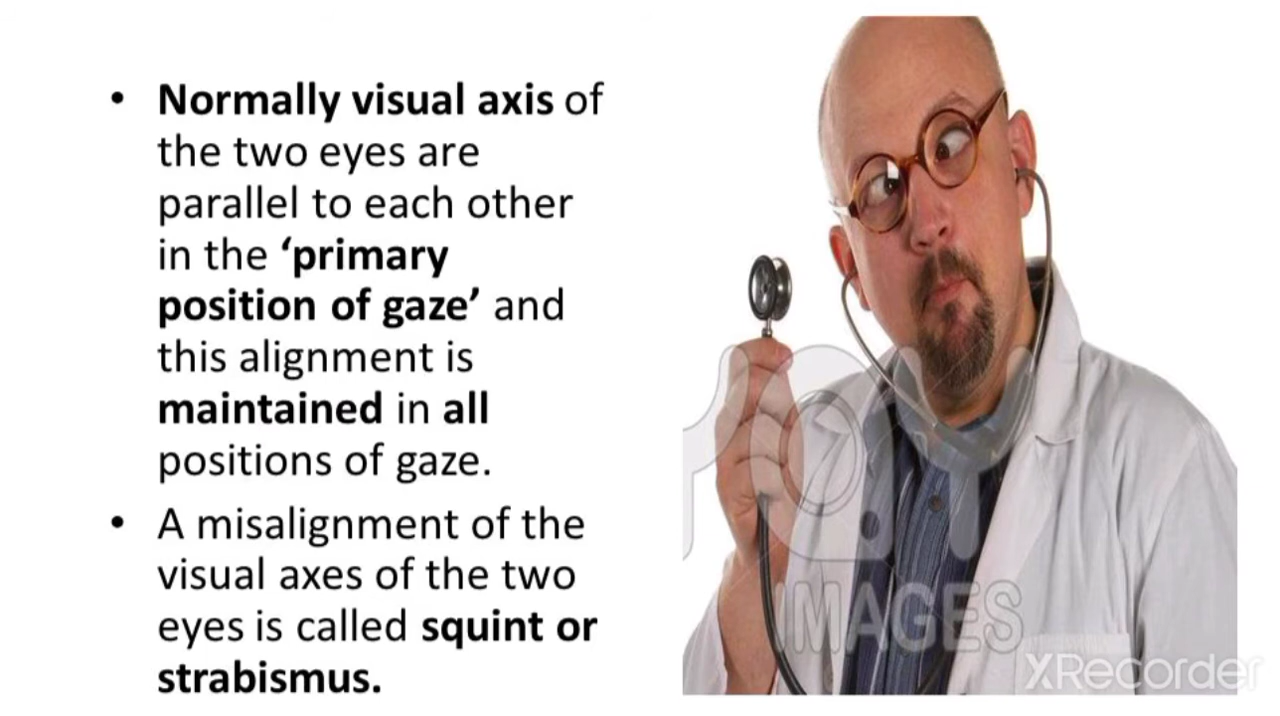 • Normally visual axis of
the two eyes are
parallel to each other
in the ‘primary
position of gaze’ and
this alignment is
maintained in all
positions of gaze.
• A misalignment of the
visual axes of the two
eyes is called squint or
strabismus.
IMAGES
XRecorder